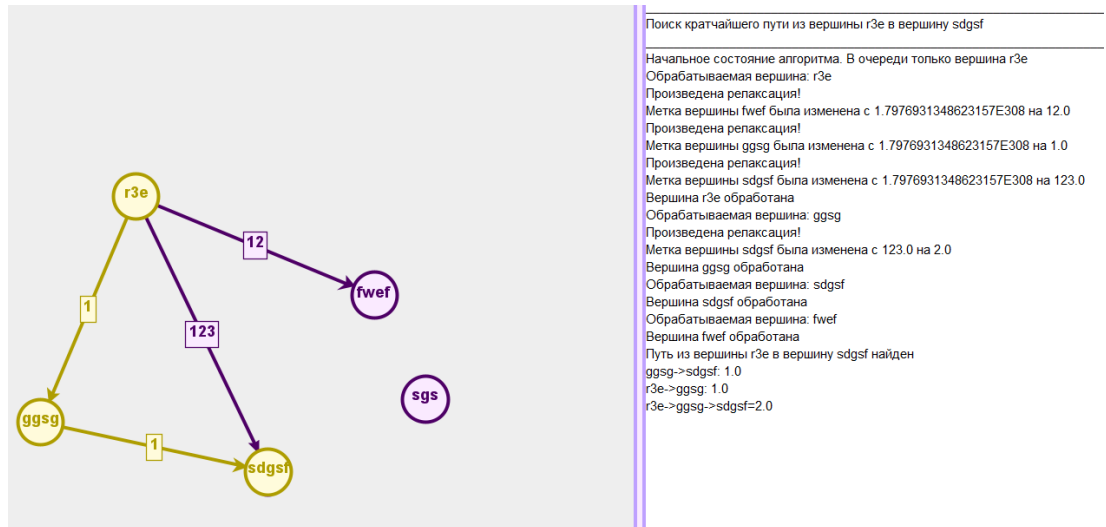 r3e
12
fwef
1
123
sgs
ggsg
1
sdgsf
Поиск кратчайшего пути из вершины r3e в вершину sdgsf
Начальное состояние алгоритма. В очереди только вершина r3e
Обрабатываемая вершина: r3e
Произведена релаксация!
Метка вершины fwef была изменена с 1.7976931348623157E308 на 12.0
Произведена релаксация!
Метка вершины ggsg была изменена с 1.7976931348623157E308 на 1.0
Произведена релаксация!
Метка вершины sdgsf была изменена с 1.7976931348623157E308 на 123.0
Вершина r3e обработана
Обрабатываемая вершина: ggsg
Произведена релаксация!
Метка вершины sdgsf была изменена с 123.0 на 2.0
Вершина ggsg обработана
Обрабатываемая вершина: sdgsf
Вершина sdgsf обработана
Обрабатываемая вершина: fwef
Вершина fwef обработана
Путь из вершины r3e в вершину sdgsf найден
ggsg->sdgsf: 1.0
r3e->ggsg: 1.0
r3e->ggsg->sdgsf=2.0